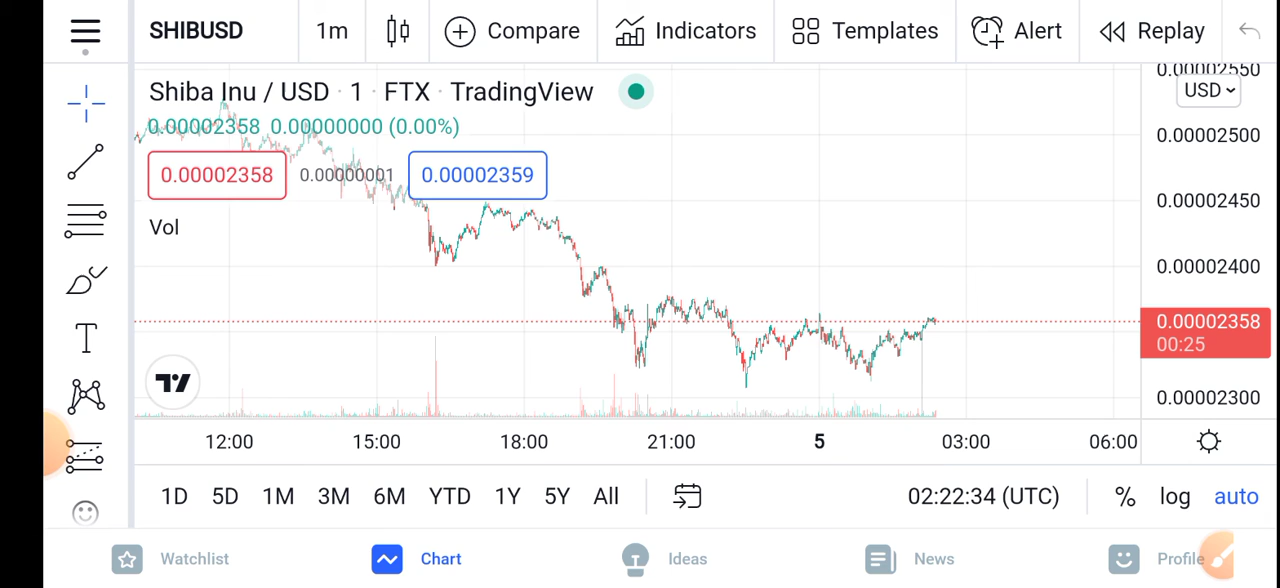 SHIBUSD 1m Compare Indicators Templates Alert Replay
Shiba Inu / USD · 1 · FTX · TradingView
0.00002358 0.00000000 (0.00%)
0.00002358 0.00000001 0.00002359
Vol
0.00002550
USD
0.00002500
0.00002450
0.00002400
0.00002358
00:25
0.00002300
12:00 15:00 18:00 21:00 5 03:00 06:00
1D 5D 1M 3M 6M YTD 1Y 5Y All 02:22:34 (UTC) % log auto
Watchlist Chart Ideas News Profile